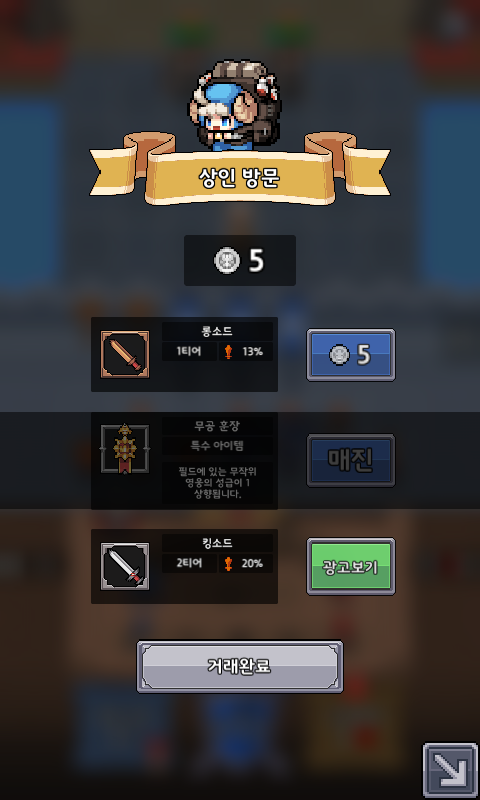 상인 방문
5
롱소드
1티어 13%
5
무공 훈장
특수 아이템
필드에 있는 무작위
영웅의 성급이 1
상향됩니다.
매진
킹소드
2티어 20%
광고보기
거래완료